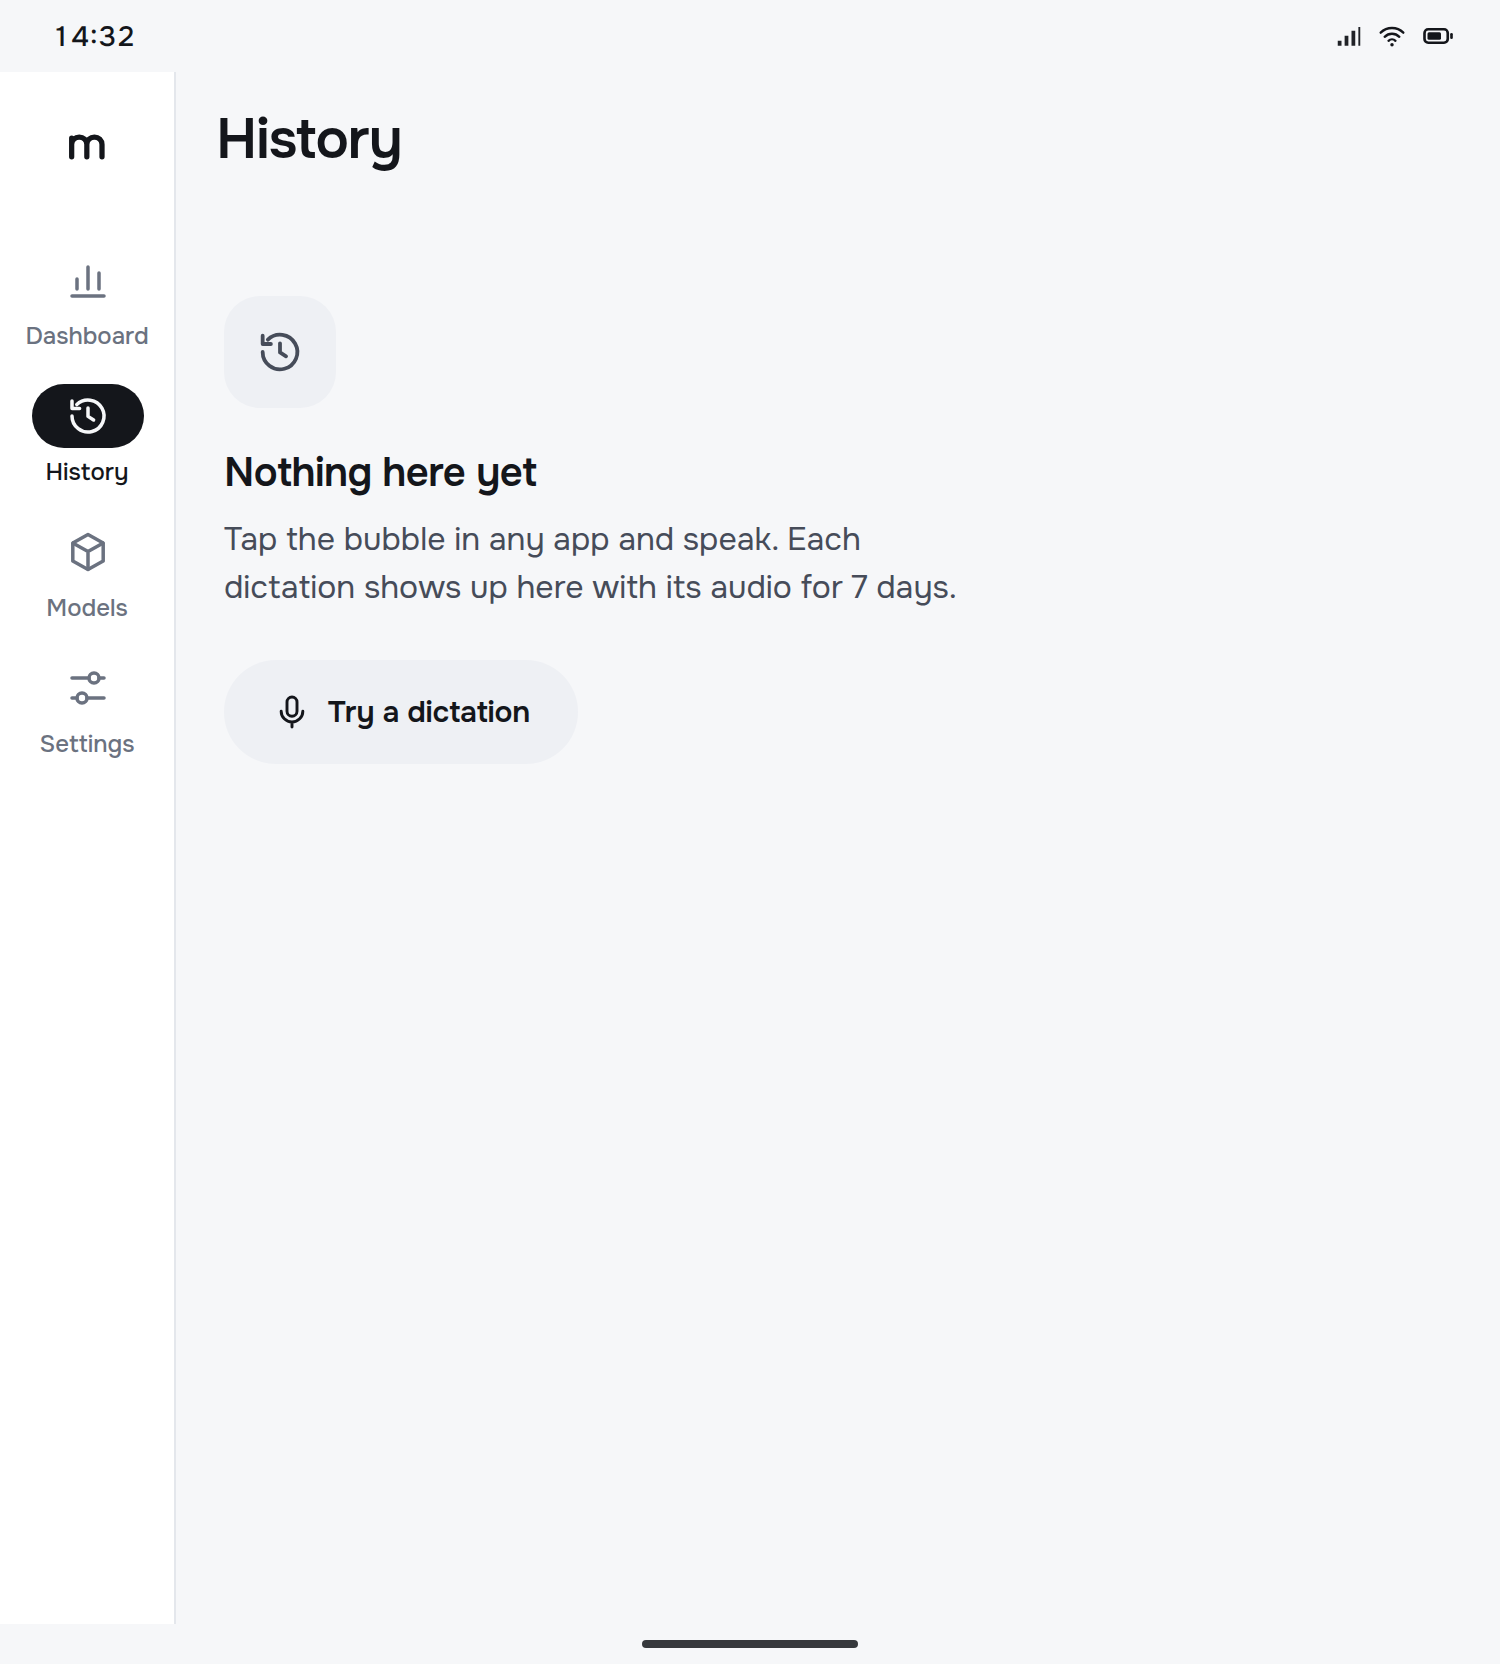 14:32
m
Dashboard
History
Models
Settings
History
Nothing here yet
Tap the bubble in any app and speak. Each
dictation shows up here with its audio for 7 days.
Try a dictation